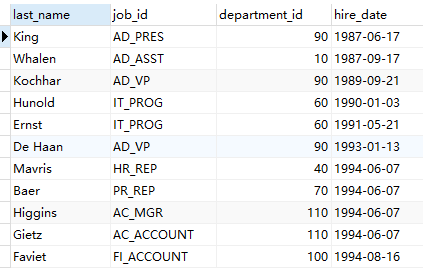 last_name job_id department_id hire_date
King AD_PRES 90 1987-06-17
Whalen AD_ASST 10 1987-09-17
Kochhar AD_VP 90 1989-09-21
Hunold IT_PROG 60 1990-01-03
Ernst IT_PROG 60 1991-05-21
De Haan AD_VP 90 1993-01-13
Mavris HR_REP 40 1994-06-07
Baer PR_REP 70 1994-06-07
Higgins AC_MGR 110 1994-06-07
Gietz AC_ACCOUNT 110 1994-06-07
Faviet FI_ACCOUNT 100 1994-08-16